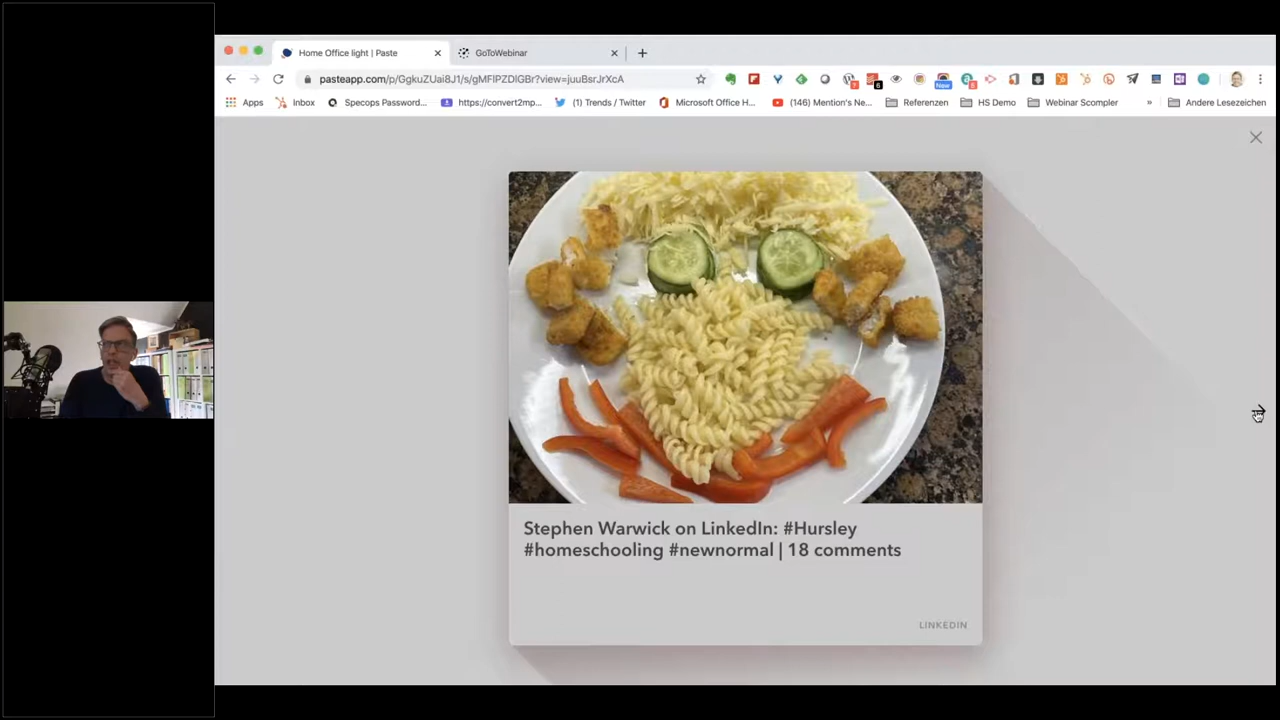 Home Office light | Paste
GoToWebinar
pasteapp.com/p/GgkuZUai8J1/s/gMFIPZDlGBr?view=juuBsrJrXcA
Apps
Inbox
Specops Password...
https://convert2mp...
(1) Trends / Twitter
Microsoft Office H...
(146) Mention's Ne...
Referenzen
HS Demo
Webinar Scompler
»
Andere Lesezeichen
Stephen Warwick on LinkedIn: #Hursley
#homeschooling #newnormal | 18 comments
LINKEDIN